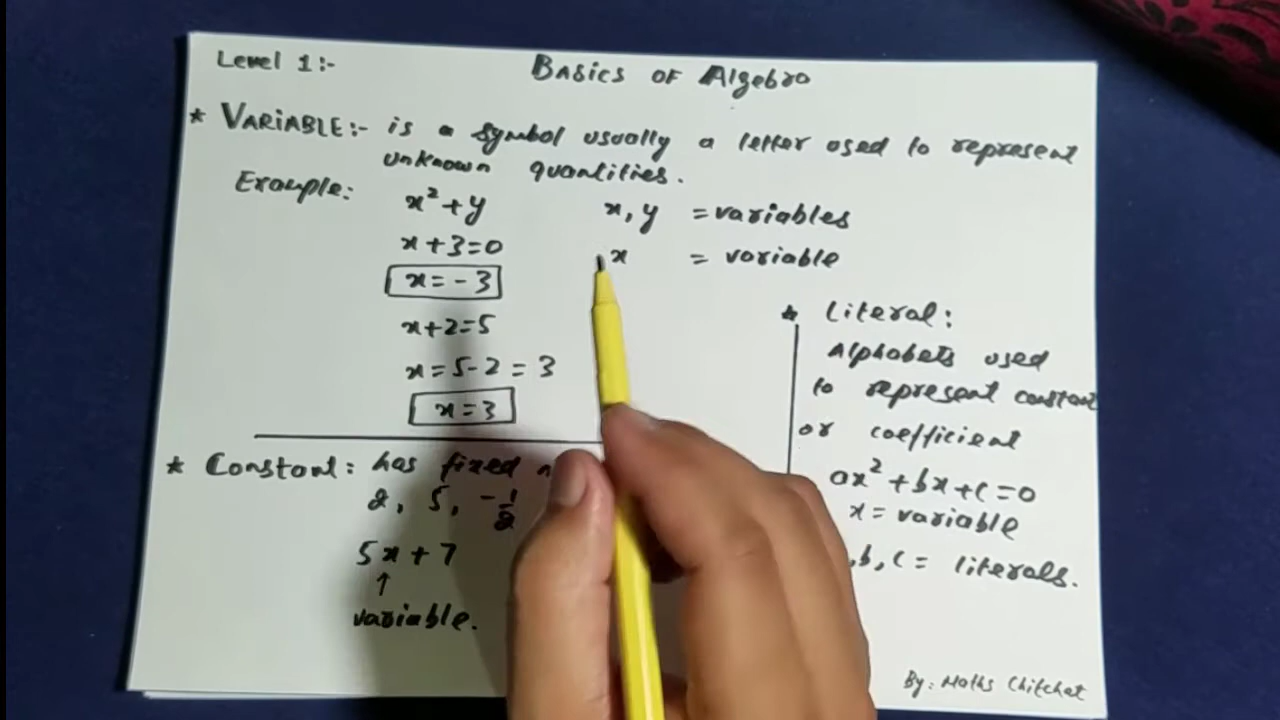 Level 1:-
Basics of Algebra
* VARIABLE:- is a symbol usually a letter used to represent
unknown quantities.
Example:
x² + y    x, y = variables
x + 3 = 0    x = variable
x = - 3
x + 2 = 5
x = 5 - 2 = 3
x = 3
* Constant: has fixed
2, 5, -1/2
5x + 7
↑
variable.
* Literal:
Alphabets used
to represent constant
or coefficient
ax² + bx + c = 0
x = variable
, b, c = literals.
By: Maths Chitchat